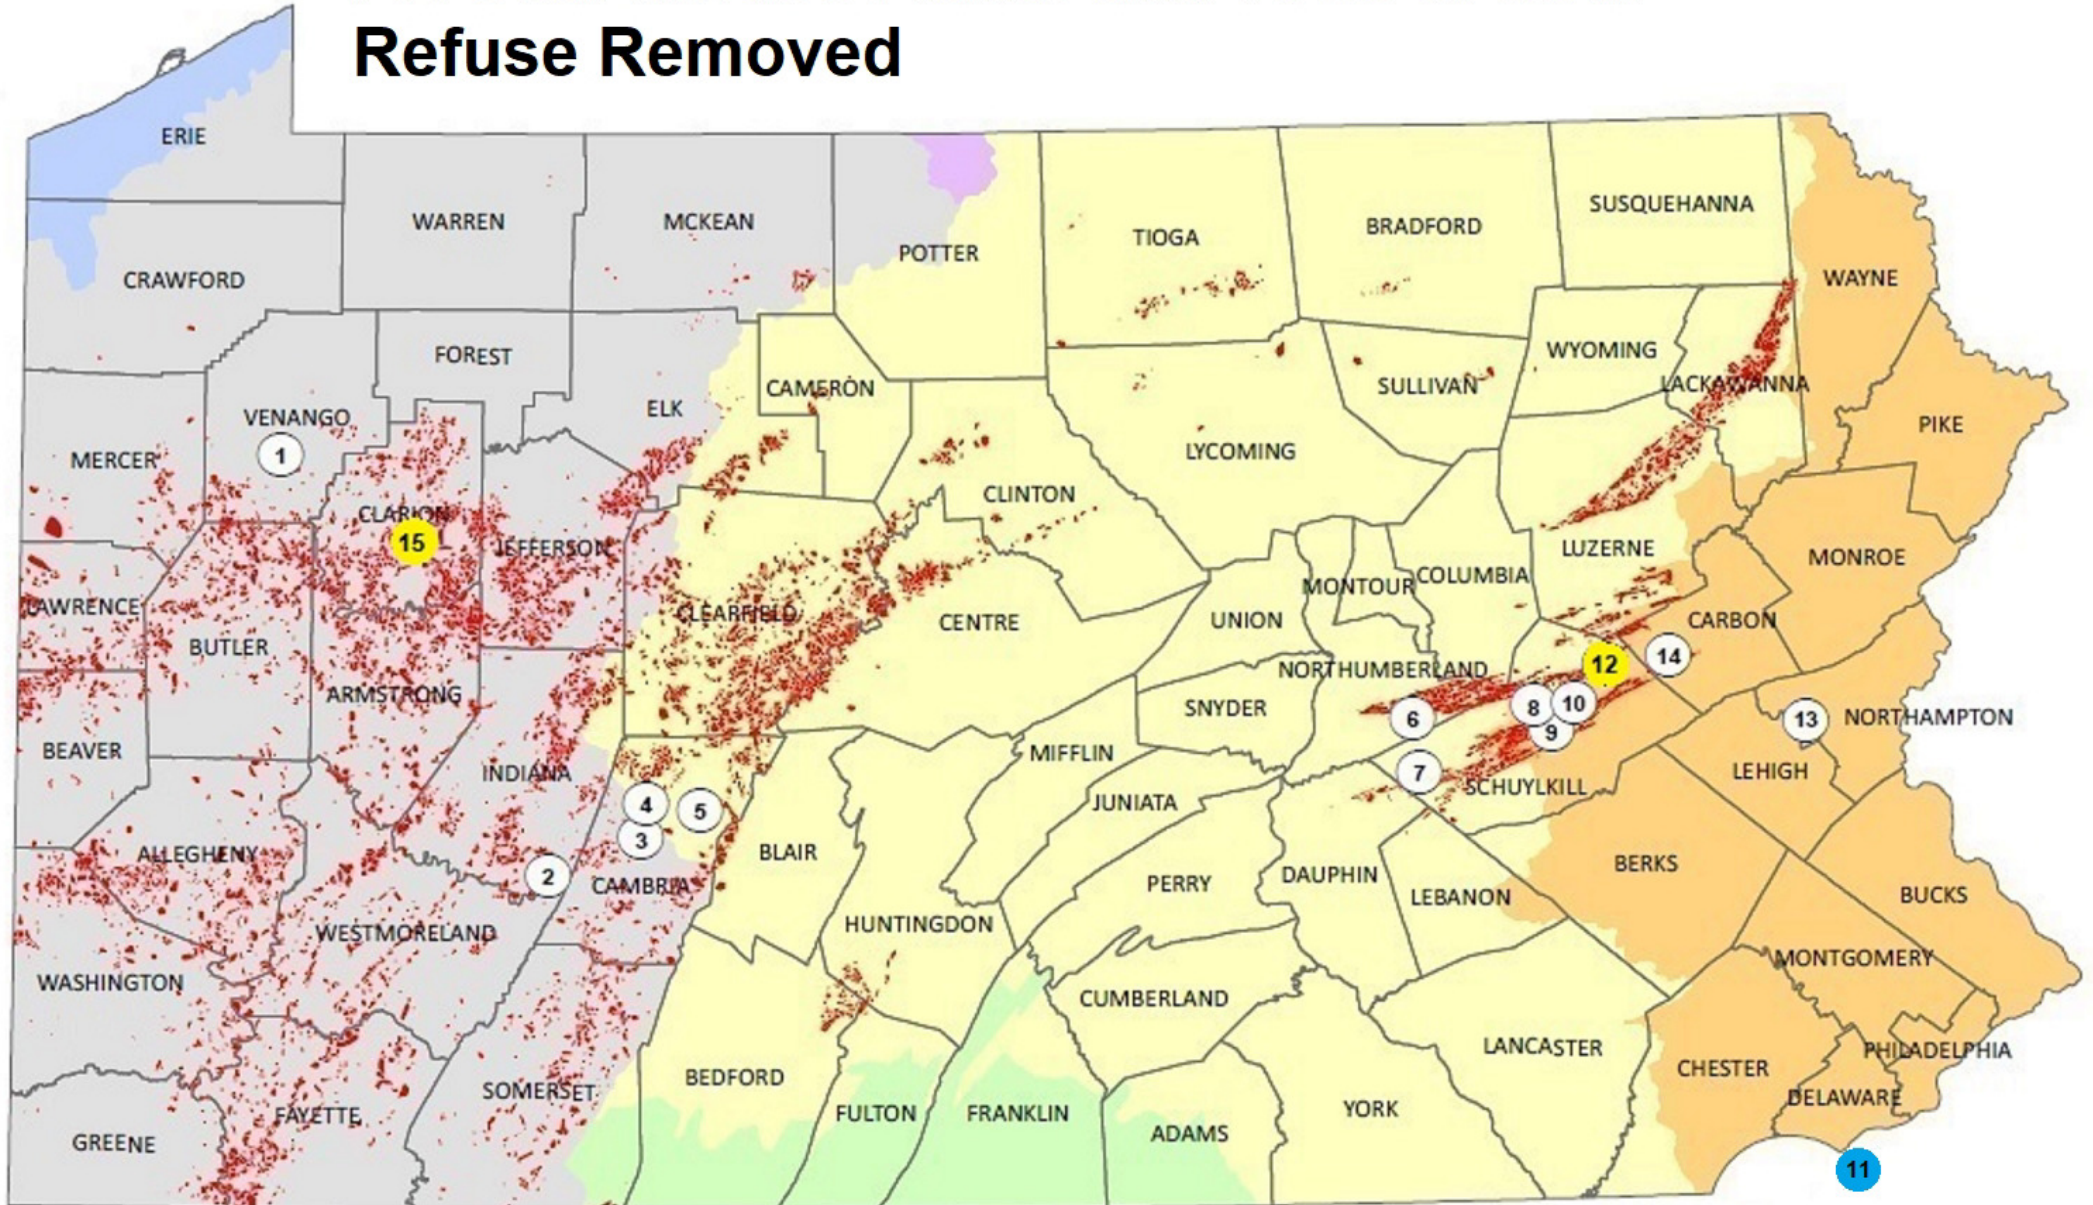 Refuse Removed
ERIE
WARREN
MCKEAN
POTTER
TIOGA
BRADFORD
SUSQUEHANNA
WAYNE
CRAWFORD
FOREST
CAMERON
ELK
WYOMING
SULLIVAN
LACKAWANNA
VENANGO
1
MERCER
PIKE
LYCOMING
CLINTON
CLARION
15
JEFFERSON
LUZERNE
MONROE
COLUMBIA
MONTOUR
LAWRENCE
CLEARFIELD
CENTRE
UNION
CARBON
BUTLER
12
14
NORTHUMBERLAND
ARMSTRONG
SNYDER
6
8
10
9
13
NORTHAMPTON
BEAVER
INDIANA
MIFFLIN
7
SCHUYLKILL
LEHIGH
4
5
3
JUNIATA
ALLEGHENY
BLAIR
BERKS
2
CAMBRIA
PERRY
DAUPHIN
LEBANON
BUCKS
HUNTINGDON
WESTMORELAND
MONTGOMERY
WASHINGTON
CUMBERLAND
LANCASTER
PHILADELPHIA
CHESTER
BEDFORD
SOMERSET
DELAWARE
FAYETTE
FULTON
FRANKLIN
YORK
GREENE
ADAMS
11